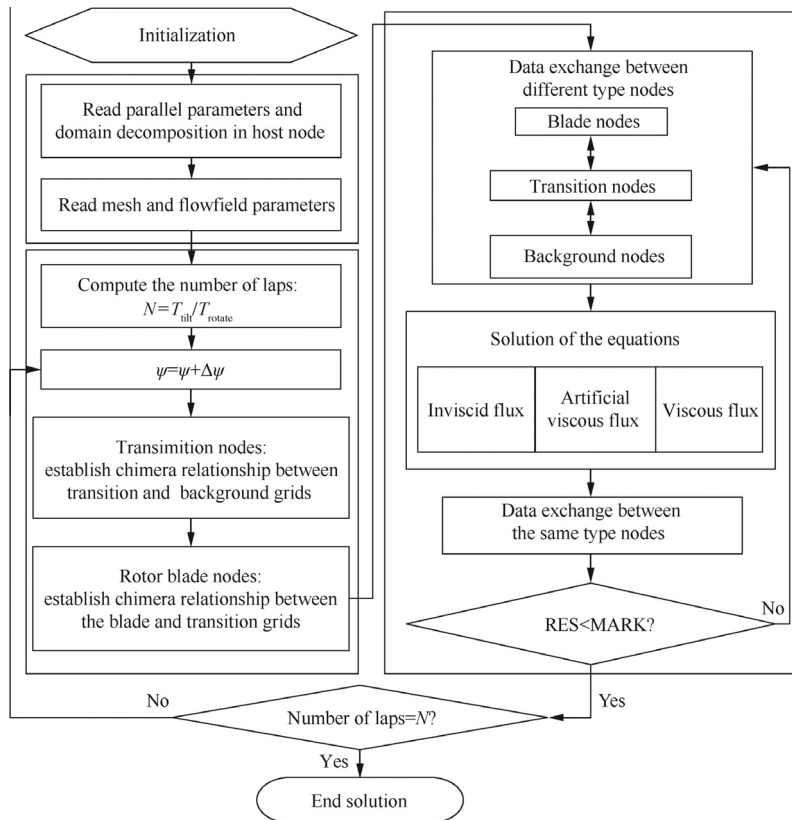 Initialization
Read parallel parameters and
domain decomposition in host node
Read mesh and flowfield parameters
Compute the number of laps:
N=T_tilt/T_rotate
ψ=ψ+Δψ
Transimition nodes:
establish chimera relationship between
transition and background grids
Rotor blade nodes:
establish chimera relationship between
the blade and transition grids
Data exchange between
different type nodes
Blade nodes
Transition nodes
Background nodes
Solution of the equations
Inviscid flux
Artificial
viscous flux
Viscous flux
Data exchange between
the same type nodes
RES<MARK?
No
Yes
No
Number of laps=N?
Yes
End solution